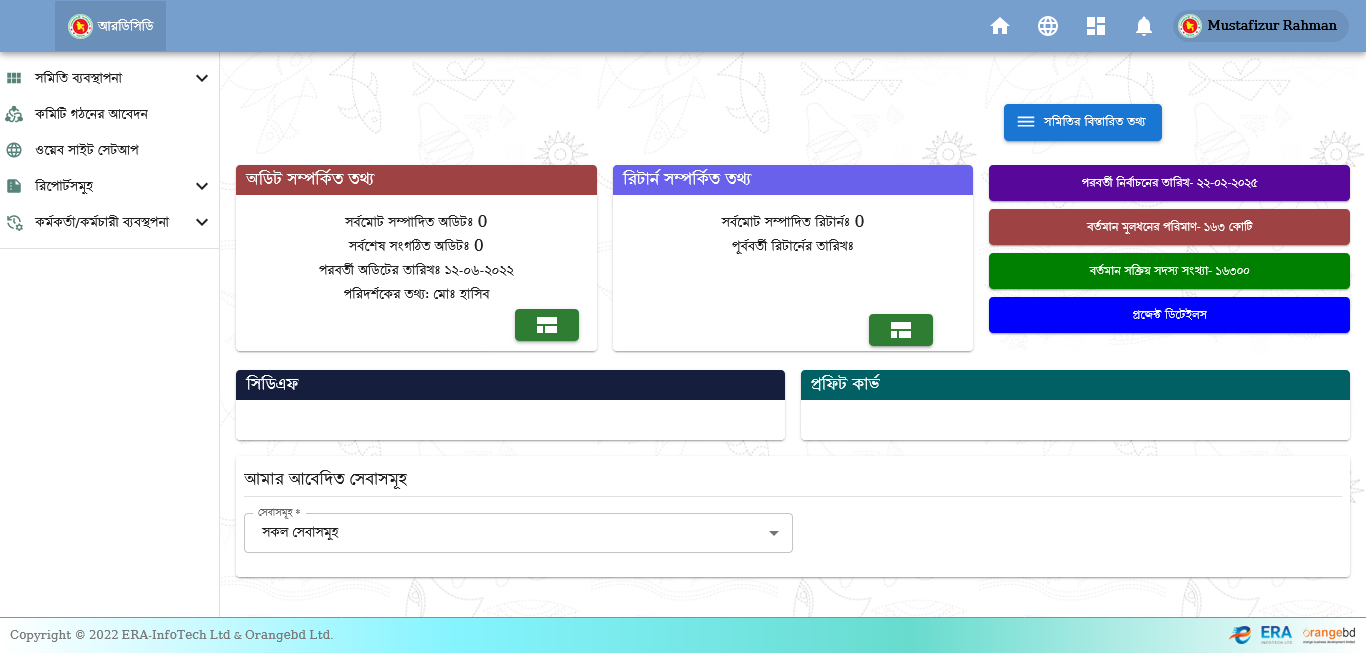 আরডিসিডি
Mustafizur Rahman
সমিতি ব্যবস্থাপনা
কমিটি গঠনের আবেদন
ওয়েব সাইট সেটআপ
রিপোর্টসমূহ
কর্মকর্তা/কর্মচারী ব্যবস্থপনা
সমিতির বিস্তারিত তথ্য
অডিট সম্পর্কিত তথ্য
সর্বমোট সম্পাদিত অডিটঃ 0
সর্বশেষ সংগঠিত অডিটঃ 0
পরবর্তী অডিটের তারিখঃ ১২-০৬-২০২২
পরিদর্শকের তথ্য: মোঃ হাসিব
রিটার্ন সম্পর্কিত তথ্য
সর্বমোট সম্পাদিত রিটার্নঃ 0
পূর্ববর্তী রিটার্নের তারিখঃ
পরবর্তী নির্বাচনের তারিখ- ২২-০২-২০২৫
বর্তমান মূলধনের পরিমাণ- ১৬৩ কোটি
বর্তমান সক্রিয় সদস্য সংখ্যা- ১৬৩০০
প্রজেক্ট ডিটেইলস
সিডিএফ
প্রফিট কার্ভ
আমার আবেদিত সেবাসমূহ
সেবাসমূহ *
সকল সেবাসমূহ
Copyright © 2022 ERA-InfoTech Ltd & Orangebd Ltd.
ERA
INFOTECH LTD
orangebd